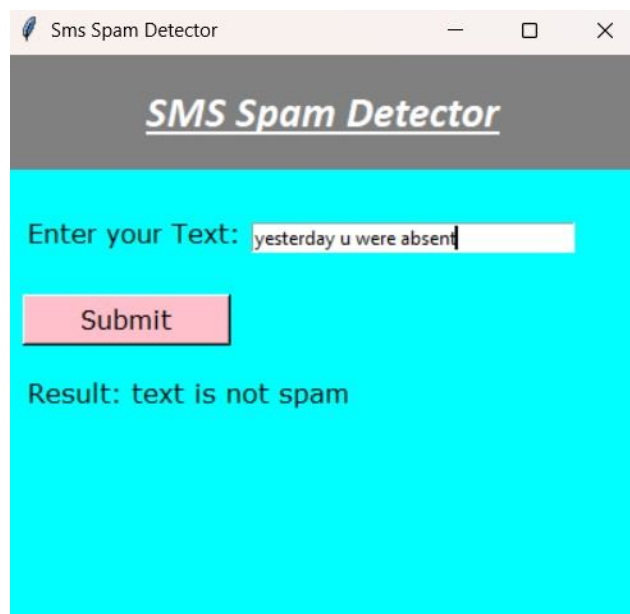 Sms Spam Detector
SMS Spam Detector
Enter your Text: yesterday u were absent
Submit
Result: text is not spam